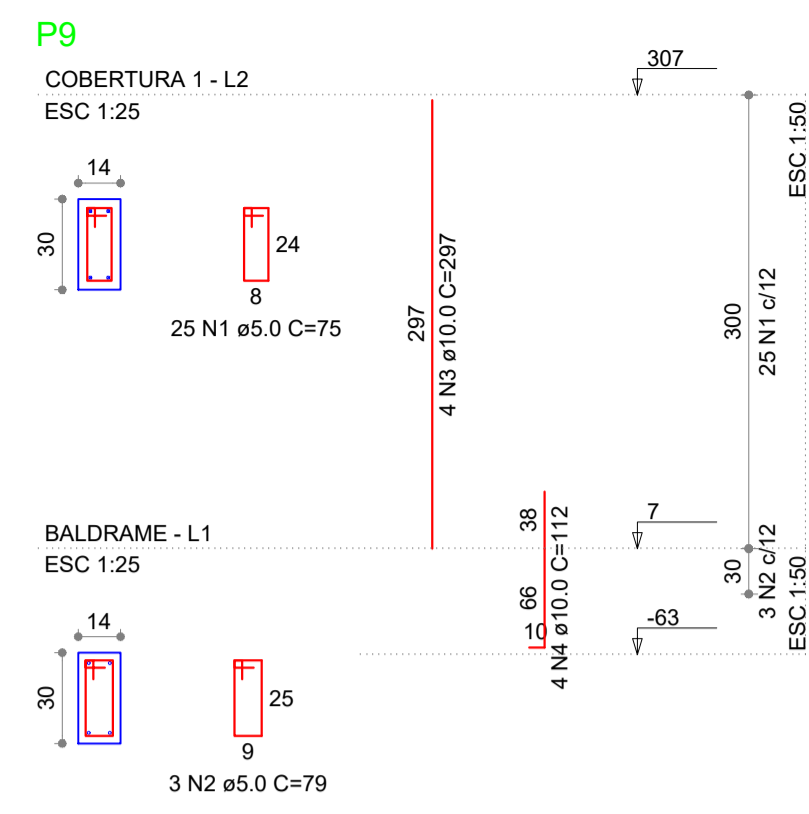 P9
COBERTURA 1 - L2
ESC 1:25
307
ESC 1:50
14
30
24
8
25 N1 ø5.0 C=75
297
4 N3 ø10.0 C=297
300
25 N1 c/12
BALDRAME - L1
ESC 1:25
7
38
66
10
4 N4 ø10.0 C=112
30
3 N2 c/12
ESC 1:50
-63
14
30
25
9
3 N2 ø5.0 C=79